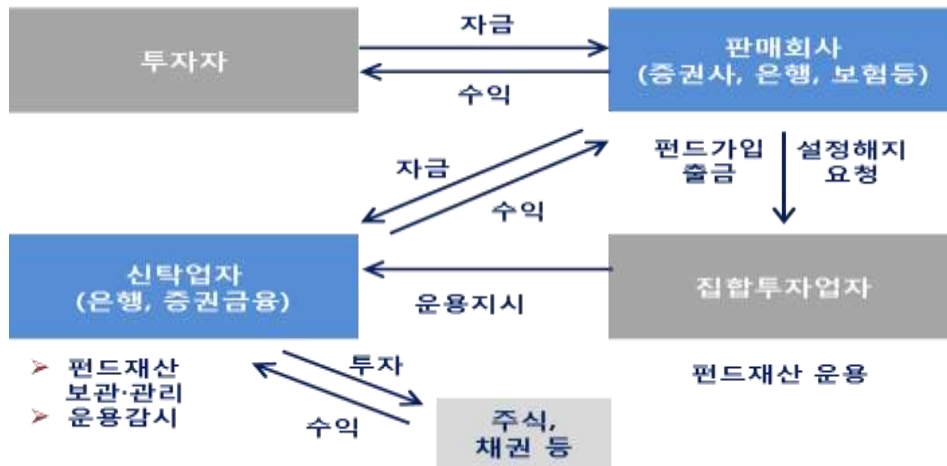 자금
투자자
판매회사
(증권사, 은행, 보험등)
수익
펀드가입
출금
설정해지
요청
자금
수익
신탁업자
(은행, 증권금융)
운용지시
집합투자업자
➢ 펀드재산
보관·관리
➢ 운용감시
투자
수익
펀드재산 운용
주식,
채권 등